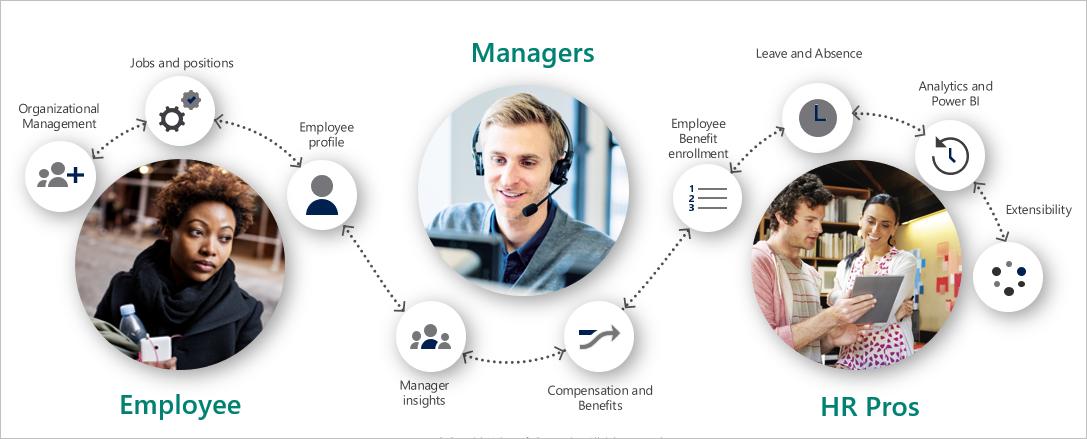 Managers
Leave and Absence
Jobs and positions
Analytics and
Power BI
Organizational
Management
Employee
profile
Employee
Benefit
enrollment
1
2
3
Extensibility
Manager
insights
Compensation and
Benefits
Employee
HR Pros